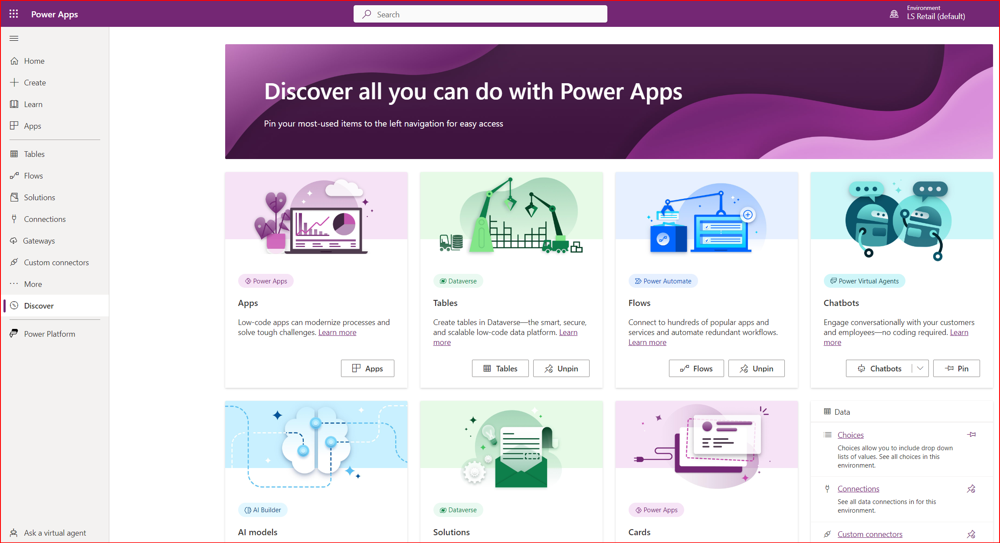 Power Apps
Search
Environment
LS Retail (default)
Home
Create
Learn
Apps
Tables
Flows
Solutions
Connections
Gateways
Custom connectors
More
Discover
Power Platform
Ask a virtual agent
Discover all you can do with Power Apps
Pin your most-used items to the left navigation for easy access
Power Apps
Apps
Low-code apps can modernize processes and
solve tough challenges. Learn more
Apps
Dataverse
Tables
Create tables in Dataverse—the smart, secure,
and scalable low-code data platform. Learn
more
Tables
Unpin
Power Automate
Flows
Connect to hundreds of popular apps and
services and automate redundant workflows.
Learn more
Flows
Unpin
Power Virtual Agents
Chatbots
Engage conversationally with your customers
and employees—no coding required. Learn
more
Chatbots
Pin
AI Builder
AI models
Dataverse
Solutions
Power Apps
Cards
Data
Choices
Choices allow you to include drop down
lists of values. See all choices in this
environment.
Connections
See all data connections in for this
environment.
Custom connectors